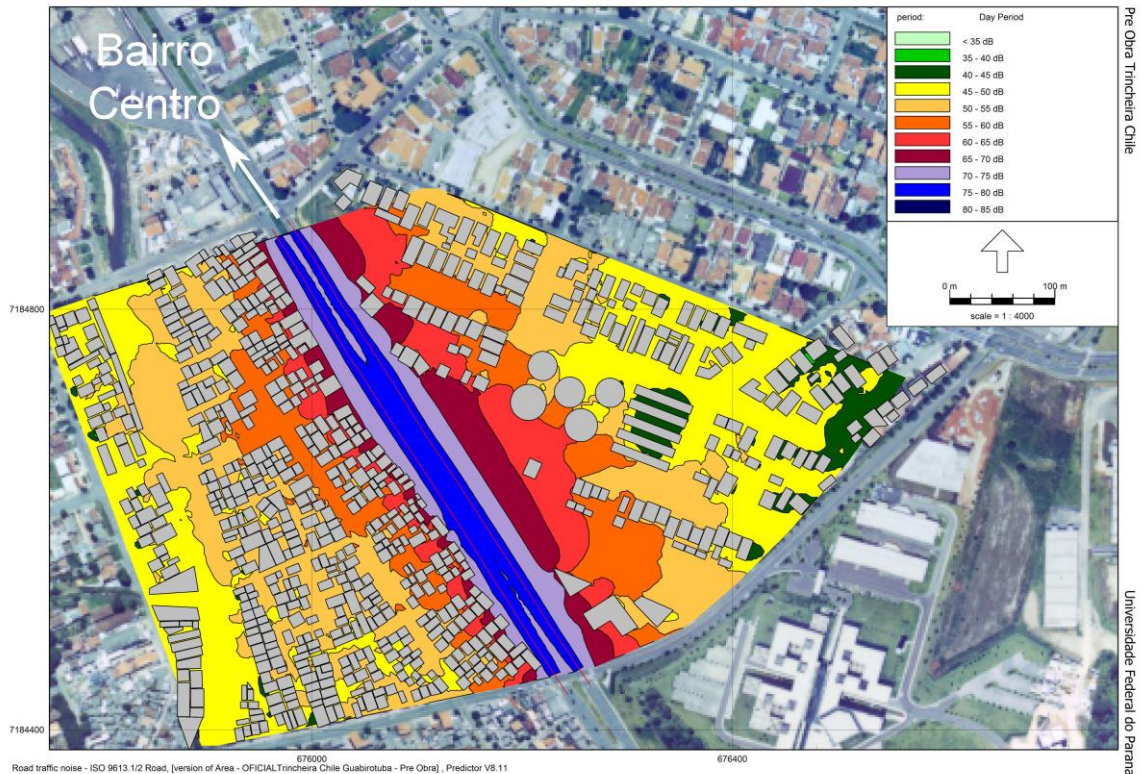 Bairro
Centro
period: Day Period
< 35 dB
35 - 40 dB
40 - 45 dB
45 - 50 dB
50 - 55 dB
55 - 60 dB
60 - 65 dB
65 - 70 dB
70 - 75 dB
75 - 80 dB
80 - 85 dB
0 m 100 m
scale = 1 : 4000
Pre Obra Trincheira Chile
Universidade Federal do Parana
7184800
7184400
676000 676400
Road traffic noise - ISO 9613.1/2 Road, [version of Area - OFICIALTrincheira Chile Guabirotuba - Pre Obra] , Predictor V8.11